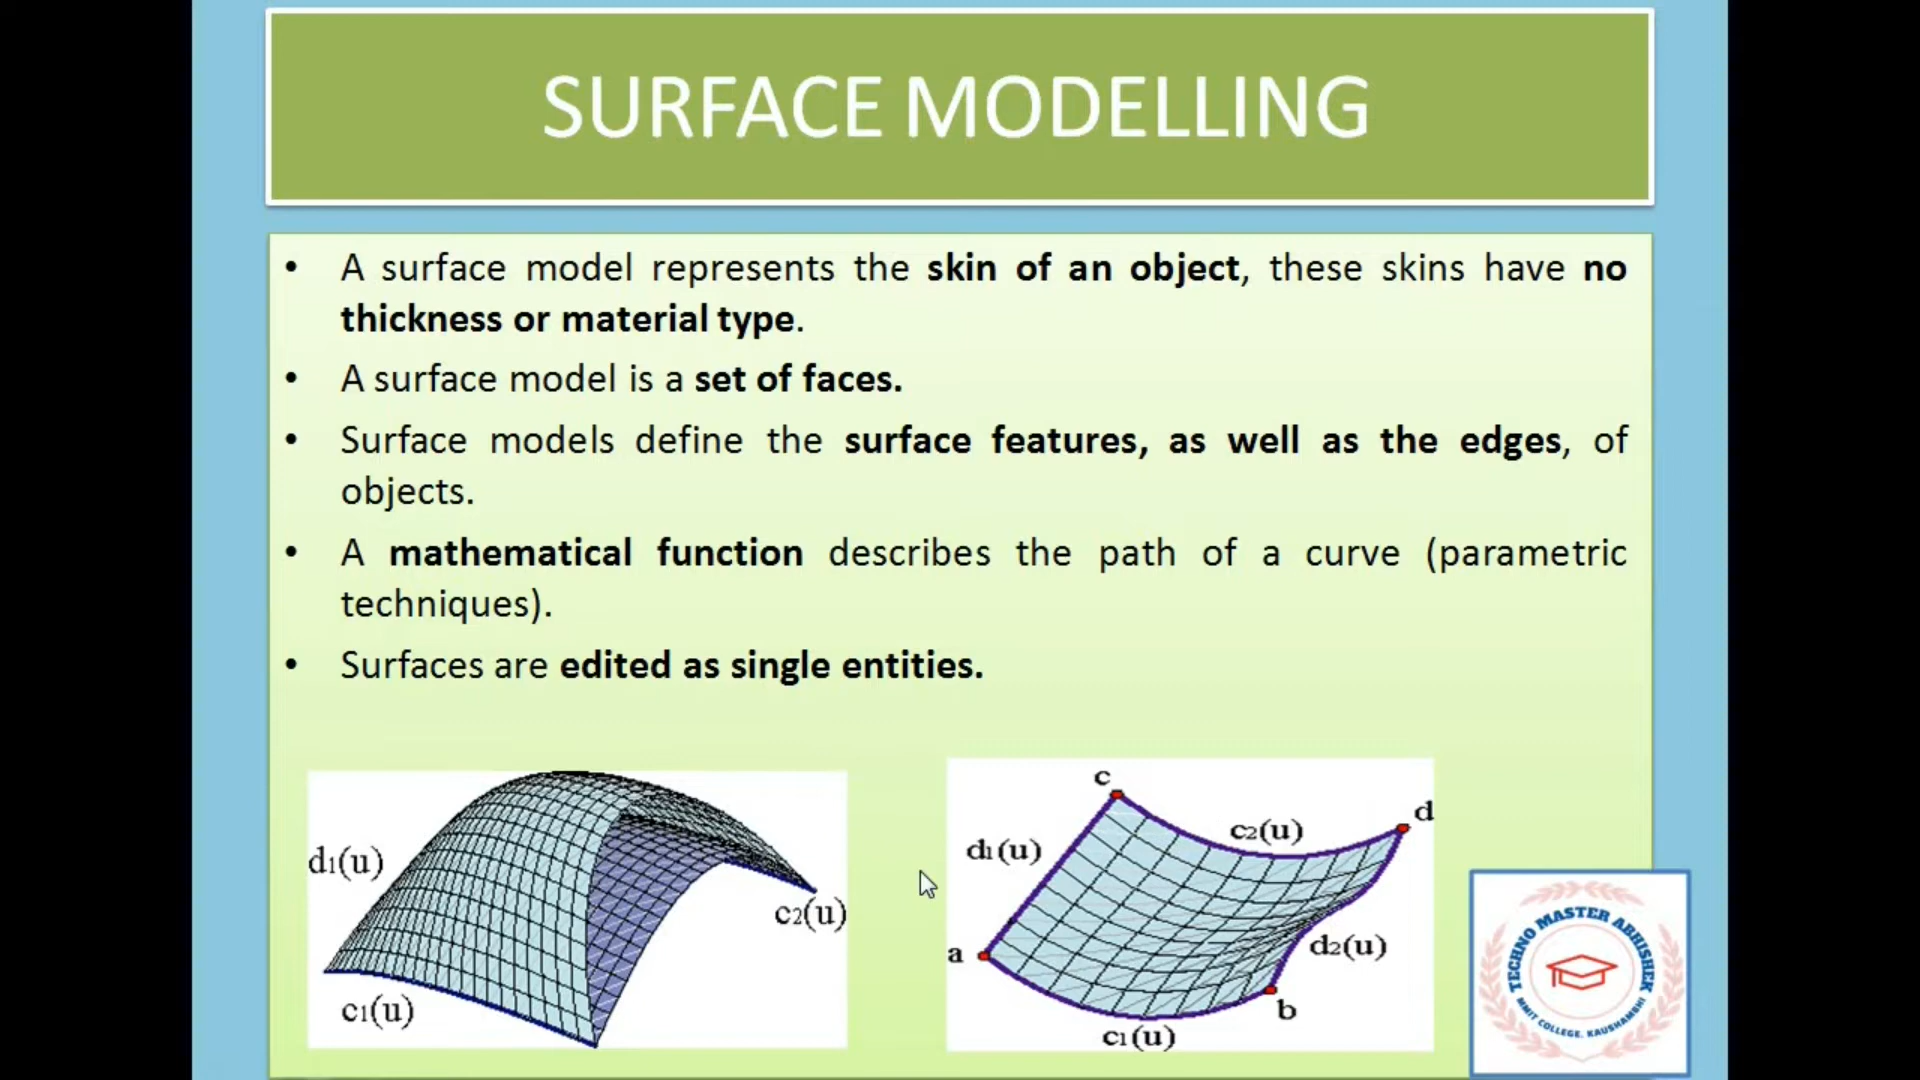 SURFACE MODELLING
• A surface model represents the skin of an object, these skins have no
thickness or material type.
• A surface model is a set of faces.
• Surface models define the surface features, as well as the edges, of
objects.
• A mathematical function describes the path of a curve (parametric
techniques).
• Surfaces are edited as single entities.
d1(u)
c2(u)
c1(u)
c
d
c2(u)
d1(u)
a
d2(u)
b
c1(u)
TECHNO MASTER ABHISHEK
MMIT COLLEGE, KAUSHAMBHI